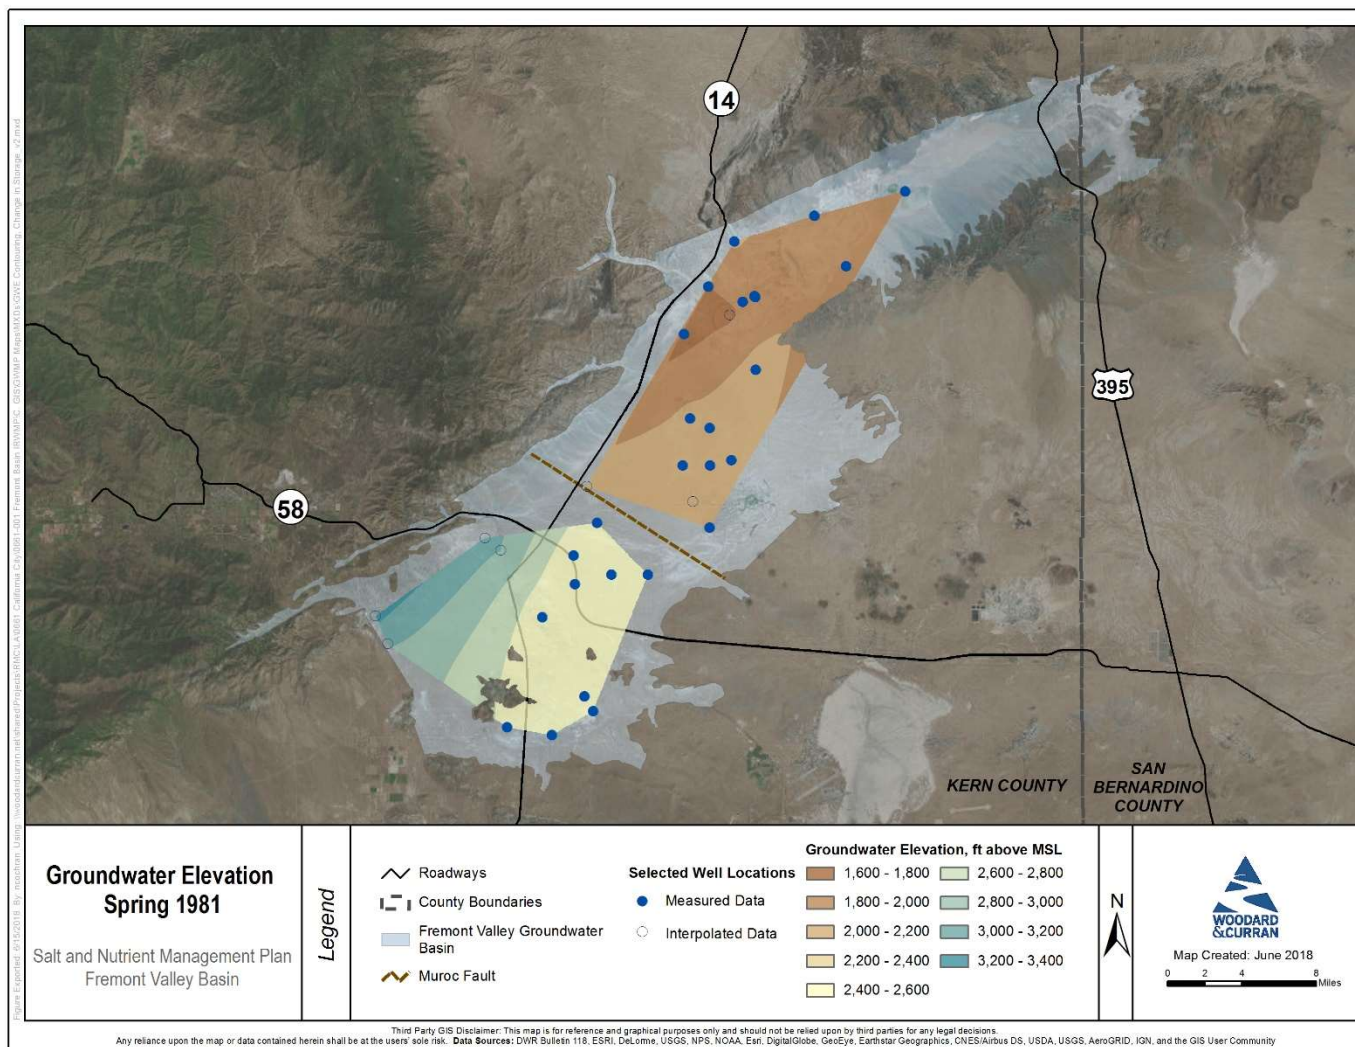 14
395
58
KERN COUNTY
SAN
BERNARDINO
COUNTY
Groundwater Elevation
Spring 1981
Salt and Nutrient Management Plan
Fremont Valley Basin
Legend
Roadways
County Boundaries
Fremont Valley Groundwater
Basin
Muroc Fault
Selected Well Locations
Measured Data
Interpolated Data
Groundwater Elevation, ft above MSL
1,600 - 1,800
1,800 - 2,000
2,000 - 2,200
2,200 - 2,400
2,400 - 2,600
2,600 - 2,800
2,800 - 3,000
3,000 - 3,200
3,200 - 3,400
N
WOODARD
&CURRAN
Map Created: June 2018
0 2 4 8
Miles
Third Party GIS Disclaimer: This map is for reference and graphical purposes only and should not be relied upon by third parties for any legal decisions.
Any reliance upon the map or data contained herein shall be at the users' sole risk. Data Sources: DWR Bulletin 118, ESRI, DeLorme, USGS, NPS, NOAA, Esri, DigitalGlobe, GeoEye, Earthstar Geographics, CNES/Airbus DS, USDA, USGS, AeroGRID, IGN, and the GIS User Community
Figure Exported: 6/15/2018 By: ncochran Using: